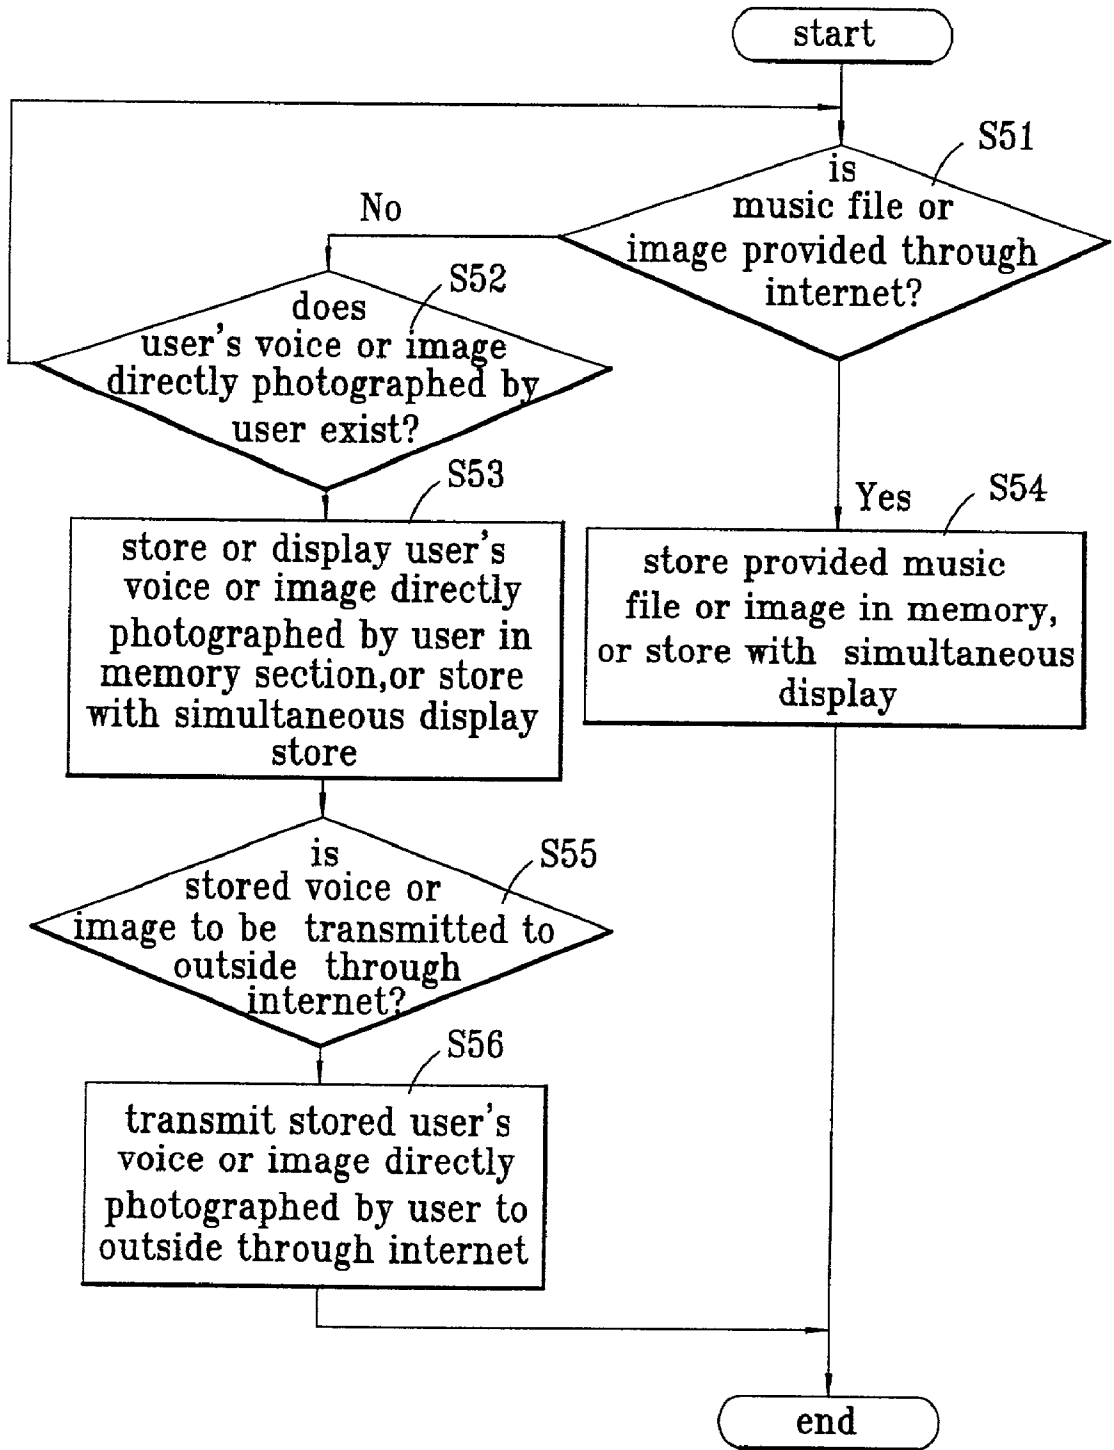 start
S51
is
music file or
image provided through
internet?
No
S52
does
user's voice or image
directly photographed by
user exist?
S53
store or display user's
voice or image directly
photographed by user in
memory section,or store
with simultaneous display
store
Yes
S54
store provided music
file or image in memory,
or store with simultaneous
display
S55
is
stored voice or
image to be transmitted to
outside through
internet?
S56
transmit stored user's
voice or image directly
photographed by user to
outside through internet
end